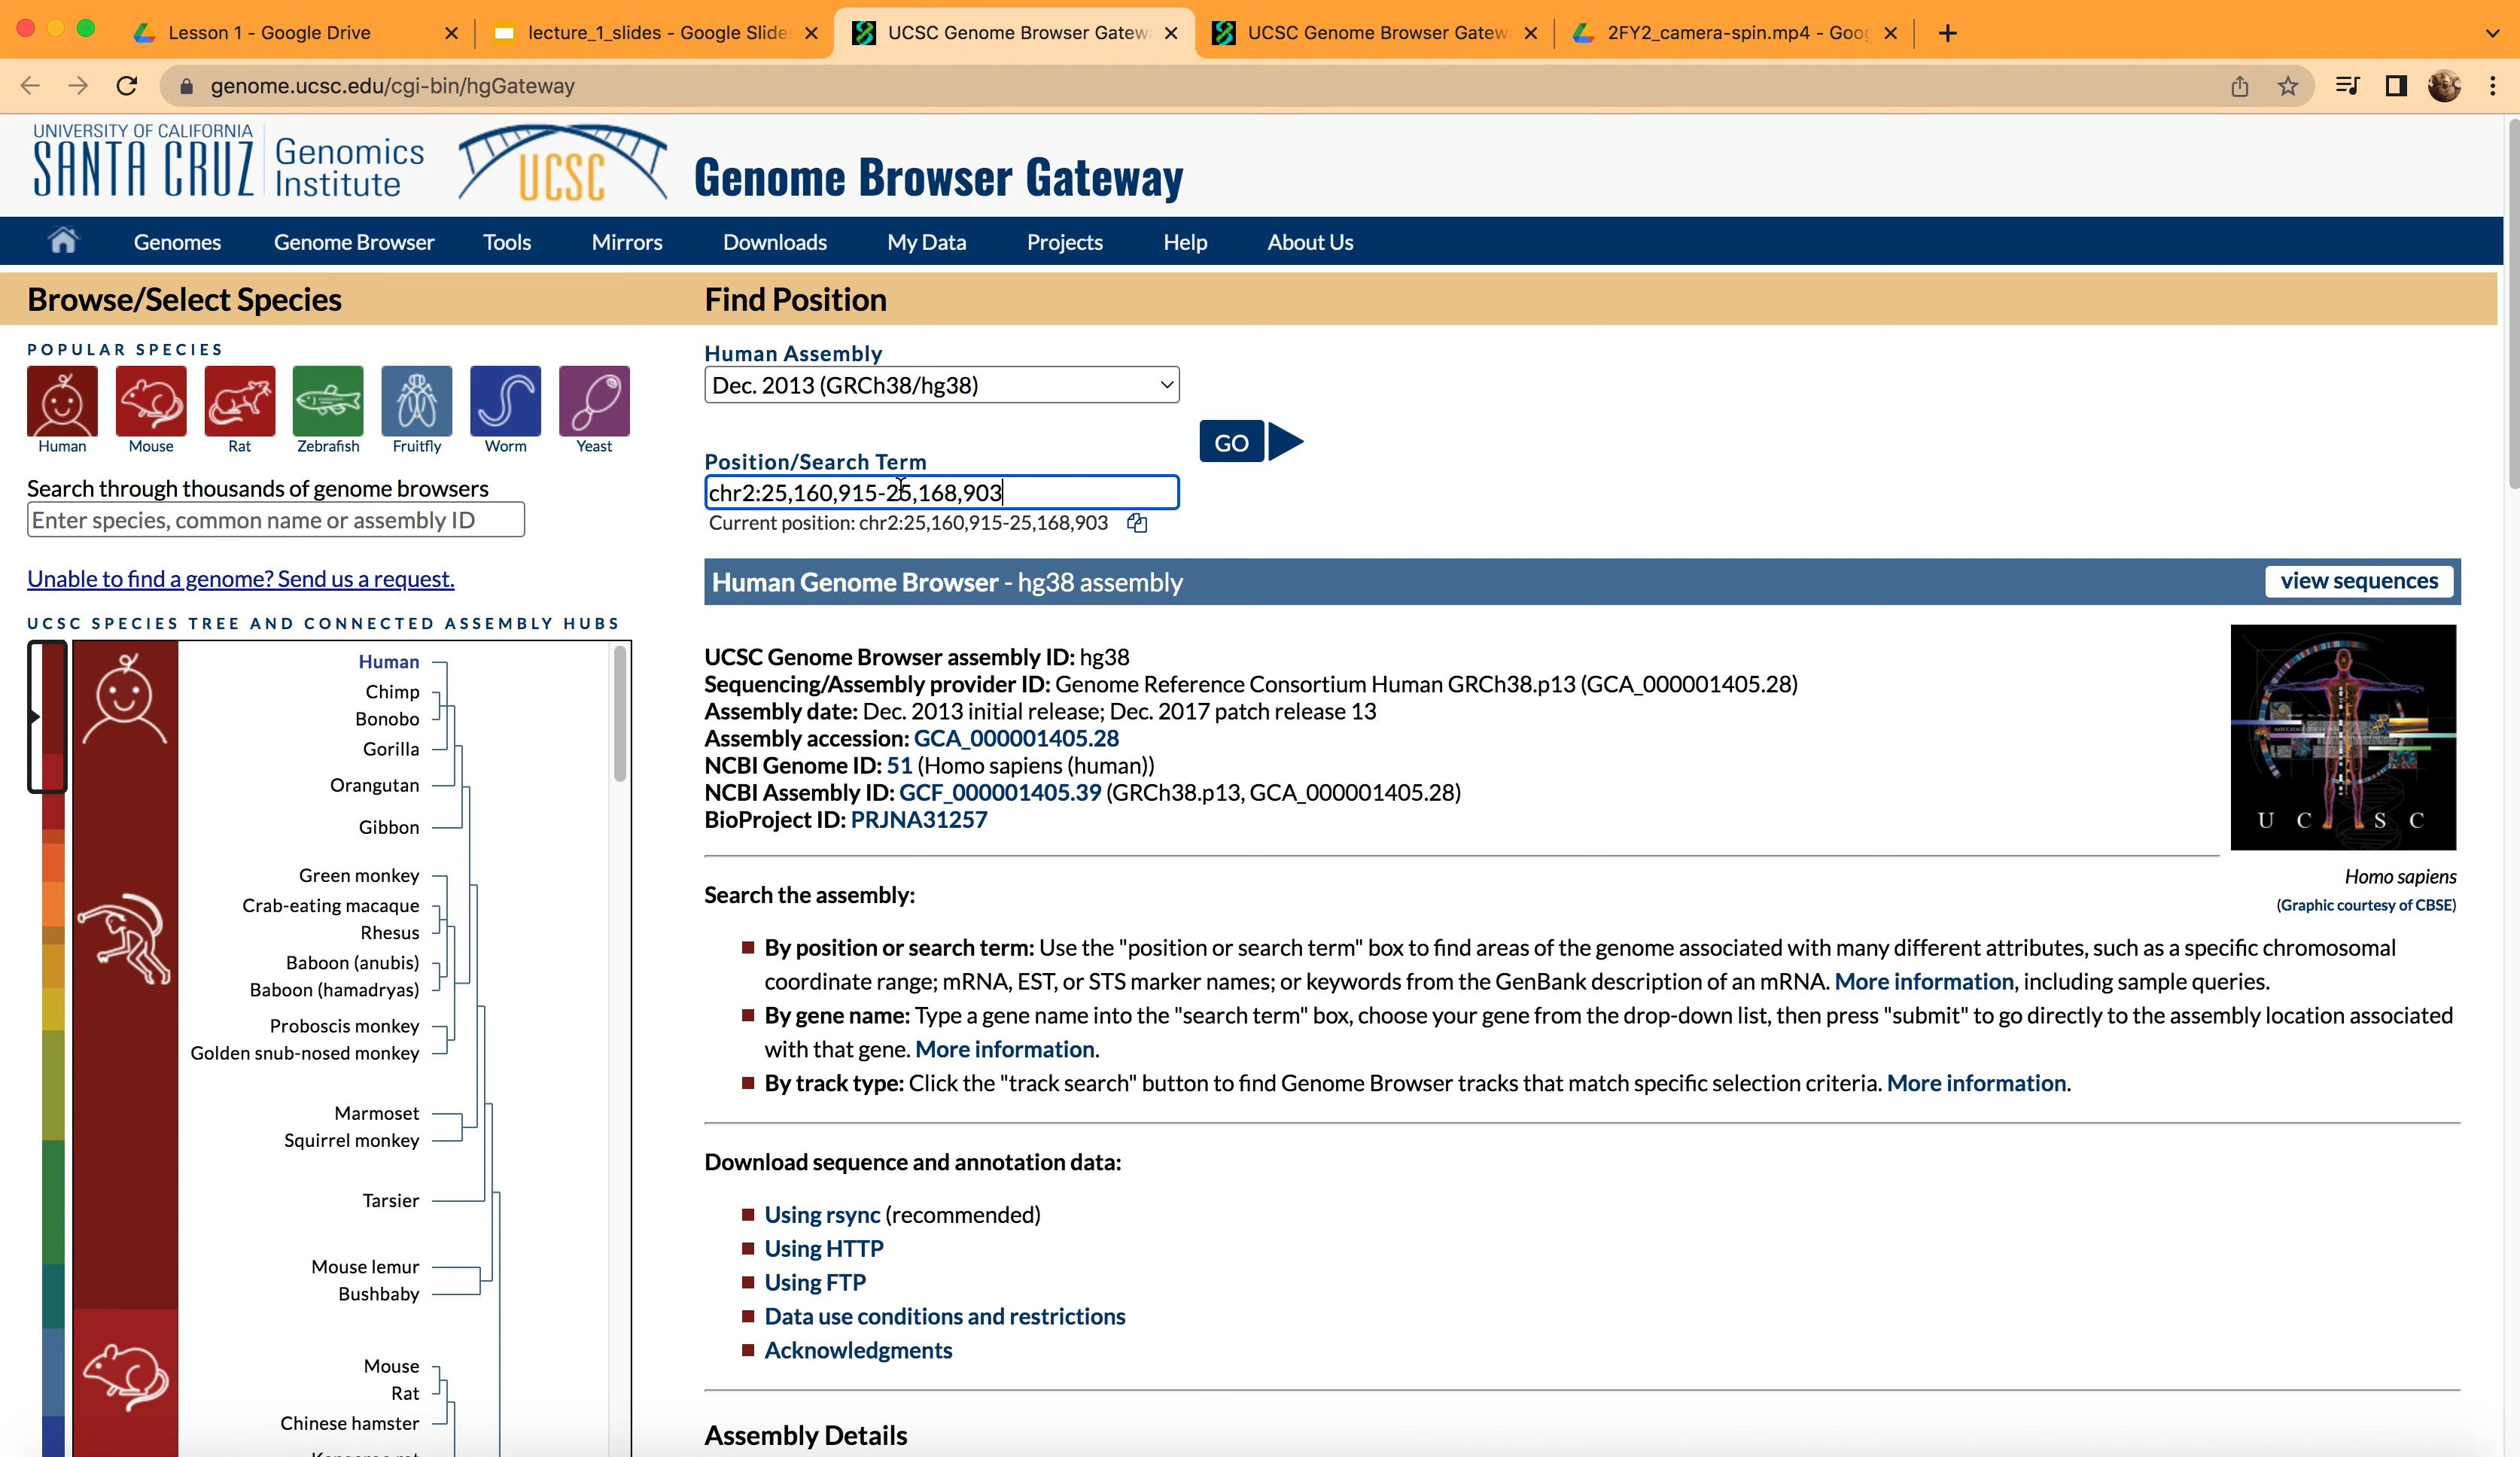 Lesson 1 - Google Drive
lecture_1_slides - Google Slide
UCSC Genome Browser Gatew
UCSC Genome Browser Gatew
2FY2_camera-spin.mp4 - Goog
genome.ucsc.edu/cgi-bin/hgGateway
UNIVERSITY OF CALIFORNIA
SANTA CRUZ
Genomics
Institute
UCSC
Genome Browser Gateway
Genomes Genome Browser Tools Mirrors Downloads My Data Projects Help About Us
Browse/Select Species
POPULAR SPECIES
Human Mouse Rat Zebrafish Fruitfly Worm Yeast
Search through thousands of genome browsers
Enter species, common name or assembly ID
Unable to find a genome? Send us a request.
UCSC SPECIES TREE AND CONNECTED ASSEMBLY HUBS
Human
Chimp
Bonobo
Gorilla
Orangutan
Gibbon
Green monkey
Crab-eating macaque
Rhesus
Baboon (anubis)
Baboon (hamadryas)
Proboscis monkey
Golden snub-nosed monkey
Marmoset
Squirrel monkey
Tarsier
Mouse lemur
Bushbaby
Mouse
Rat
Chinese hamster
Find Position
Human Assembly
Dec. 2013 (GRCh38/hg38)
GO
Position/Search Term
chr2:25,160,915-25,168,903
Current position: chr2:25,160,915-25,168,903
Human Genome Browser - hg38 assembly
view sequences
UCSC Genome Browser assembly ID: hg38
Sequencing/Assembly provider ID: Genome Reference Consortium Human GRCh38.p13 (GCA_000001405.28)
Assembly date: Dec. 2013 initial release; Dec. 2017 patch release 13
Assembly accession: GCA_000001405.28
NCBI Genome ID: 51 (Homo sapiens (human))
NCBI Assembly ID: GCF_000001405.39 (GRCh38.p13, GCA_000001405.28)
BioProject ID: PRJNA31257
U C S C
Homo sapiens
(Graphic courtesy of CBSE)
Search the assembly:
By position or search term: Use the "position or search term" box to find areas of the genome associated with many different attributes, such as a specific chromosomal
coordinate range; mRNA, EST, or STS marker names; or keywords from the GenBank description of an mRNA. More information, including sample queries.
By gene name: Type a gene name into the "search term" box, choose your gene from the drop-down list, then press "submit" to go directly to the assembly location associated
with that gene. More information.
By track type: Click the "track search" button to find Genome Browser tracks that match specific selection criteria. More information.
Download sequence and annotation data:
Using rsync (recommended)
Using HTTP
Using FTP
Data use conditions and restrictions
Acknowledgments
Assembly Details